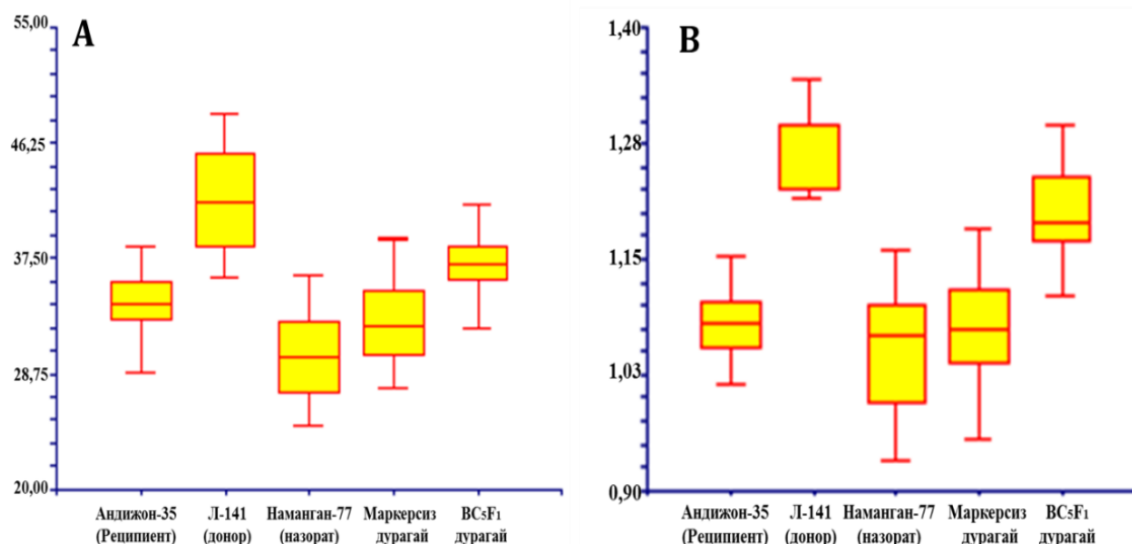 A
55,00
46,25
37,50
28,75
20,00
Андижон-35
(Реципиент)
Л-141
(донор)
Наманган-77
(назорат)
Маркерсиз
дурагай
BC₅F₁
дурагай
B
1,40
1,28
1,15
1,03
0,90
Андижон-35
(Реципиент)
Л-141
(донор)
Наманган-77
(назорат)
Маркерсиз
дурагай
BC₅F₁
дурагай